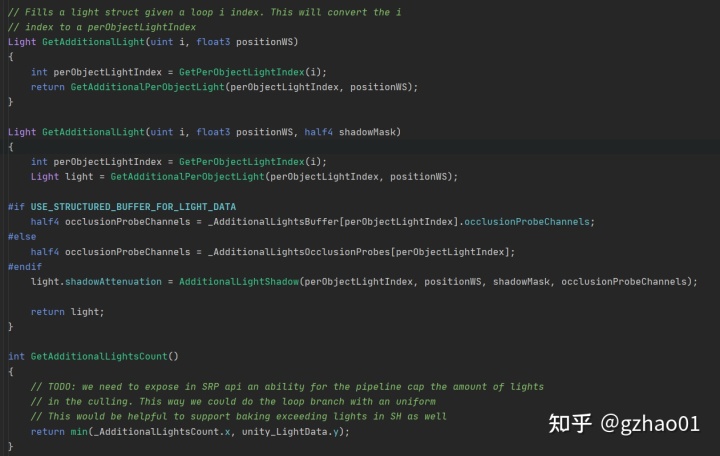 // Fills a light struct given a loop i index. This will convert the i
// index to a perObjectLightIndex
Light GetAdditionalLight(uint i, float3 positionWS)
{
    int perObjectLightIndex = GetPerObjectLightIndex(i);
    return GetAdditionalPerObjectLight(perObjectLightIndex, positionWS);
}

Light GetAdditionalLight(uint i, float3 positionWS, half4 shadowMask)
{
    int perObjectLightIndex = GetPerObjectLightIndex(i);
    Light light = GetAdditionalPerObjectLight(perObjectLightIndex, positionWS);

#if USE_STRUCTURED_BUFFER_FOR_LIGHT_DATA
    half4 occlusionProbeChannels = _AdditionalLightsBuffer[perObjectLightIndex].occlusionProbeChannels;
#else
    half4 occlusionProbeChannels = _AdditionalLightsOcclusionProbes[perObjectLightIndex];
#endif
    light.shadowAttenuation = AdditionalLightShadow(perObjectLightIndex, positionWS, shadowMask, occlusionProbeChannels);

    return light;
}

int GetAdditionalLightsCount()
{
    // TODO: we need to expose in SRP api an ability for the pipeline cap the amount of lights
    // in the culling. This way we could do the loop branch with an uniform
    // This would be helpful to support baking exceeding lights in SH as well
    return min(_AdditionalLightsCount.x, unity_LightData.y);
}
知乎 @gzhao01